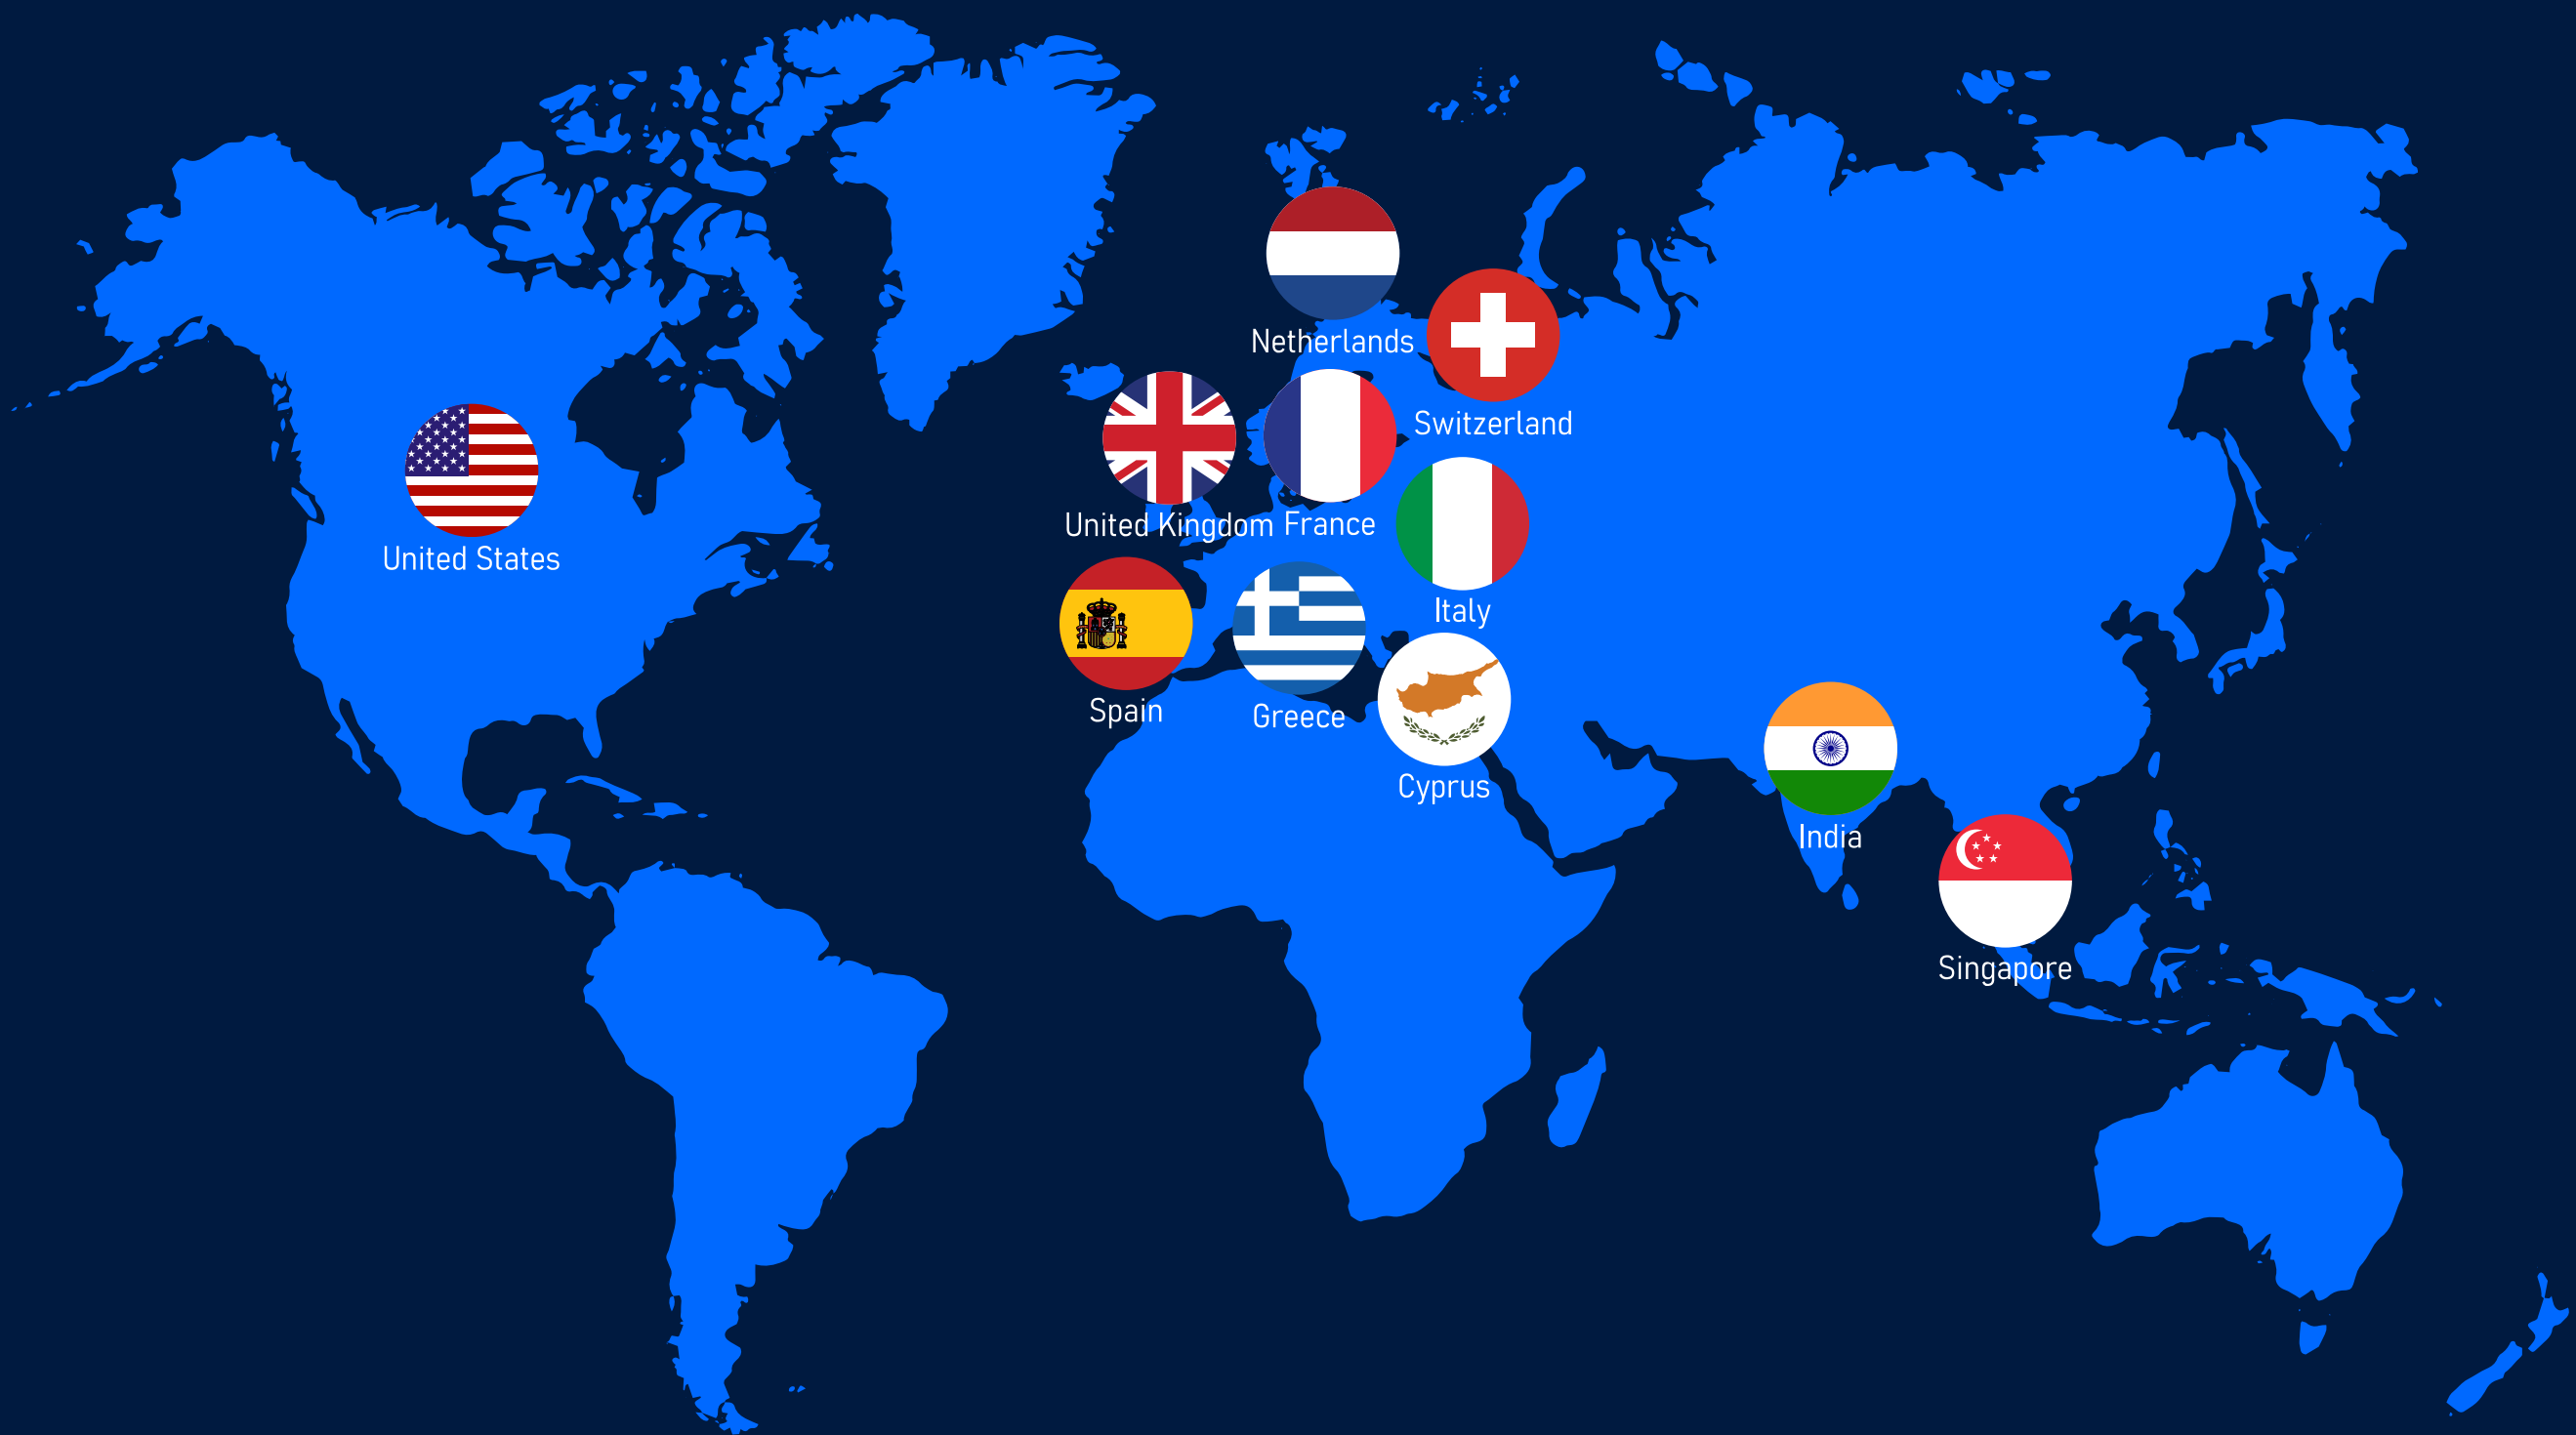 Netherlands
Switzerland
United States
United Kingdom
France
Italy
Spain
Greece
Cyprus
India
Singapore